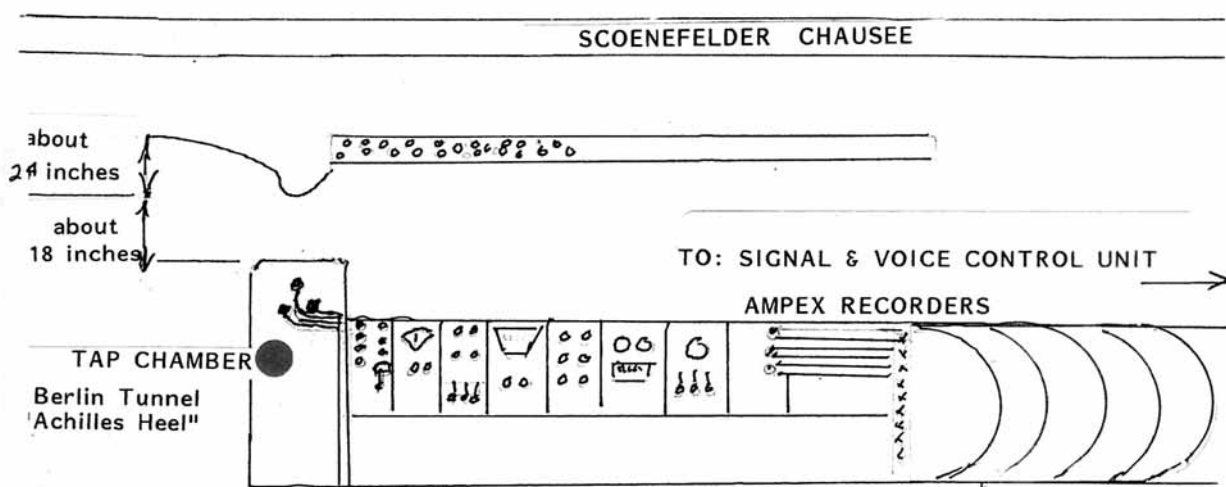 SCOENEFELDER CHAUSEE
about
24 inches
about
18 inches
TO: SIGNAL & VOICE CONTROL UNIT
AMPEX RECORDERS
TAP CHAMBER
Berlin Tunnel
"Achilles Heel"